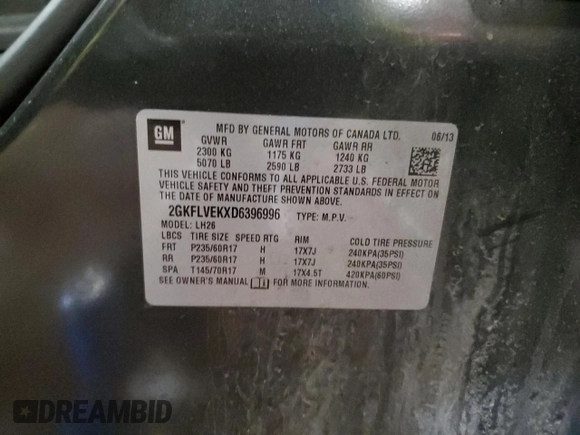 GM
MFD BY GENERAL MOTORS OF CANADA LTD. 06/13
GVWR GAWR FRT GAWR RR
2300 KG 1175 KG 1240 KG
5070 LB 2590 LB 2733 LB
THIS VEHICLE CONFORMS TO ALL APPLICABLE U.S. FEDERAL MOTOR
VEHICLE SAFETY AND THEFT PREVENTION STANDARDS IN EFFECT ON
THE DATE OF MANUFACTURE SHOWN ABOVE.
2GKFLVEKXD6396996 TYPE: M.P.V.
MODEL: LH26
LBCS TIRE SIZE SPEED RTG RIM COLD TIRE PRESSURE
FRT P235/60R17 H 17X7J 240KPA(35PSI)
RR P235/60R17 H 17X7J 240KPA(35PSI)
SPA T145/70R17 M 17X4.5T 420KPA(60PSI)
SEE OWNER'S MANUAL FOR MORE INFORMATION.
DREAMBID